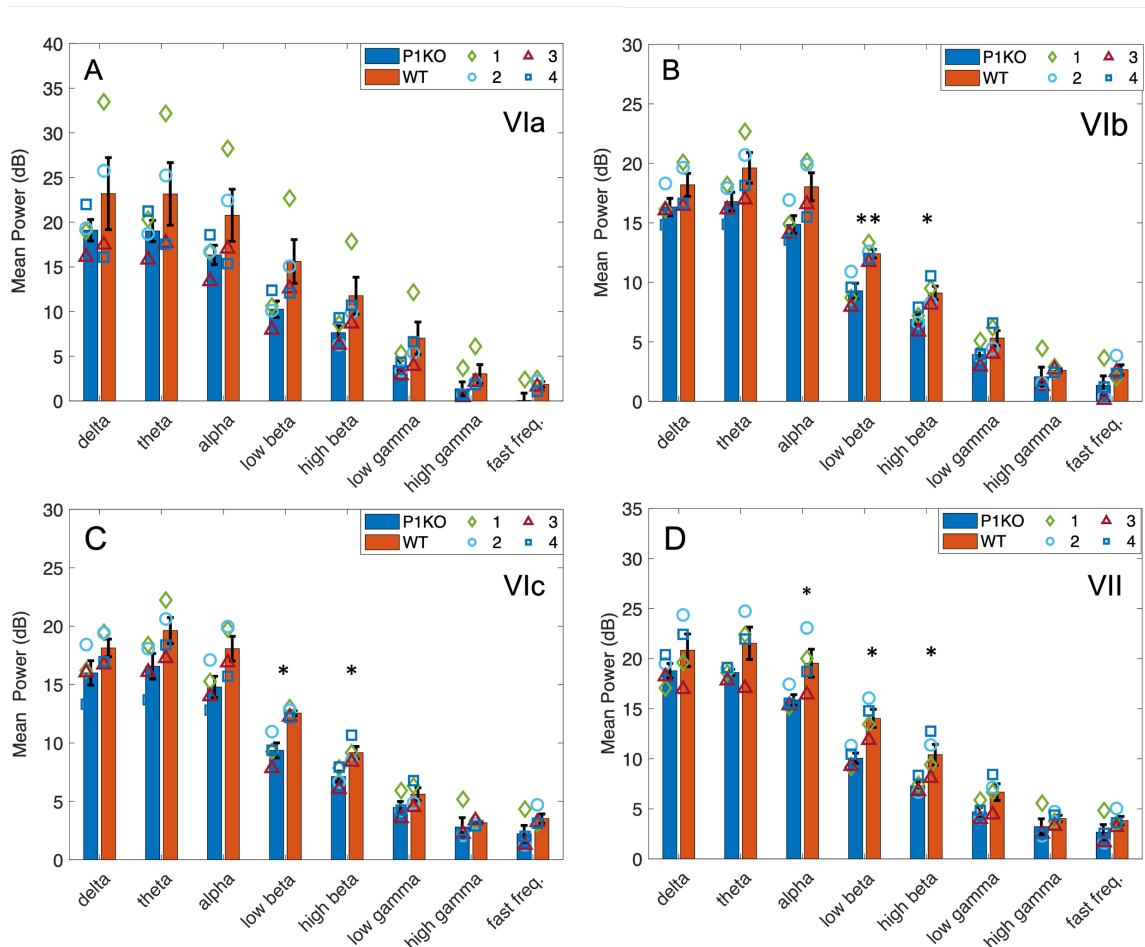 A
P1KO 1 3
WT 2 4
VIa
Mean Power (dB)
40
35
30
25
20
15
10
5
0
delta theta alpha low beta high beta low gamma high gamma fast freq.
B
P1KO 1 3
WT 2 4
VIb
Mean Power (dB)
30
25
20
15
10
5
0
** *
delta theta alpha low beta high beta low gamma high gamma fast freq.
C
P1KO 1 3
WT 2 4
VIc
Mean Power (dB)
30
25
20
15
10
5
0
* *
delta theta alpha low beta high beta low gamma high gamma fast freq.
D
P1KO 1 3
WT 2 4
VII
Mean Power (dB)
35
30
25
20
15
10
5
0
*
* *
delta theta alpha low beta high beta low gamma high gamma fast freq.